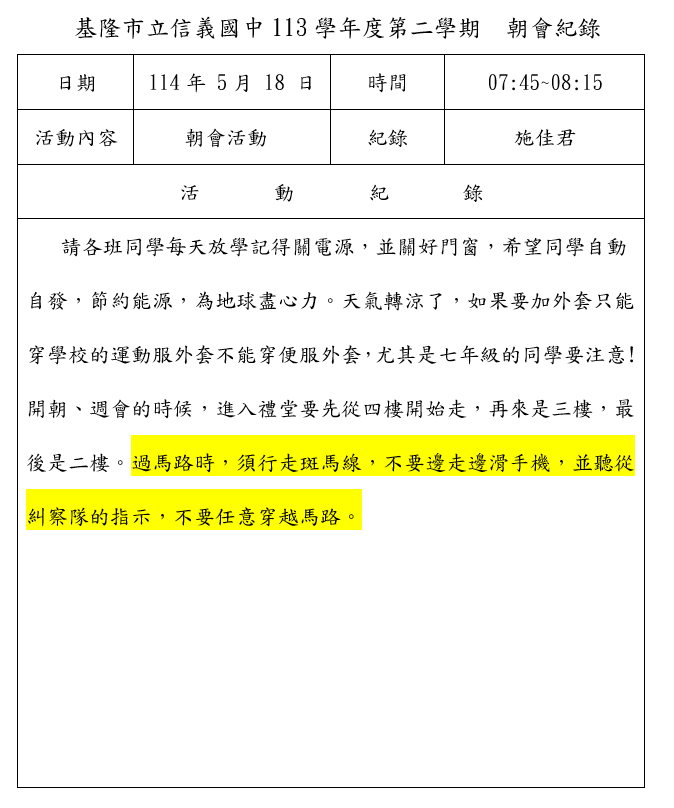 基隆市立信義國中 113 學年度第二學期　朝會紀錄
日期　114 年 5 月 18 日　時間　07:45~08:15
活動內容　朝會活動　紀錄　施佳君
活　動　紀　錄
請各班同學每天放學記得關電源，並關好門窗，希望同學自動
自發，節約能源，為地球盡心力。天氣轉涼了，如果要加外套只能
穿學校的運動服外套不能穿便服外套，尤其是七年級的同學要注意!
開朝、週會的時候，進入禮堂要先從四樓開始走，再來是三樓，最
後是二樓。過馬路時，須行走斑馬線，不要邊走邊滑手機，並聽從
糾察隊的指示，不要任意穿越馬路。